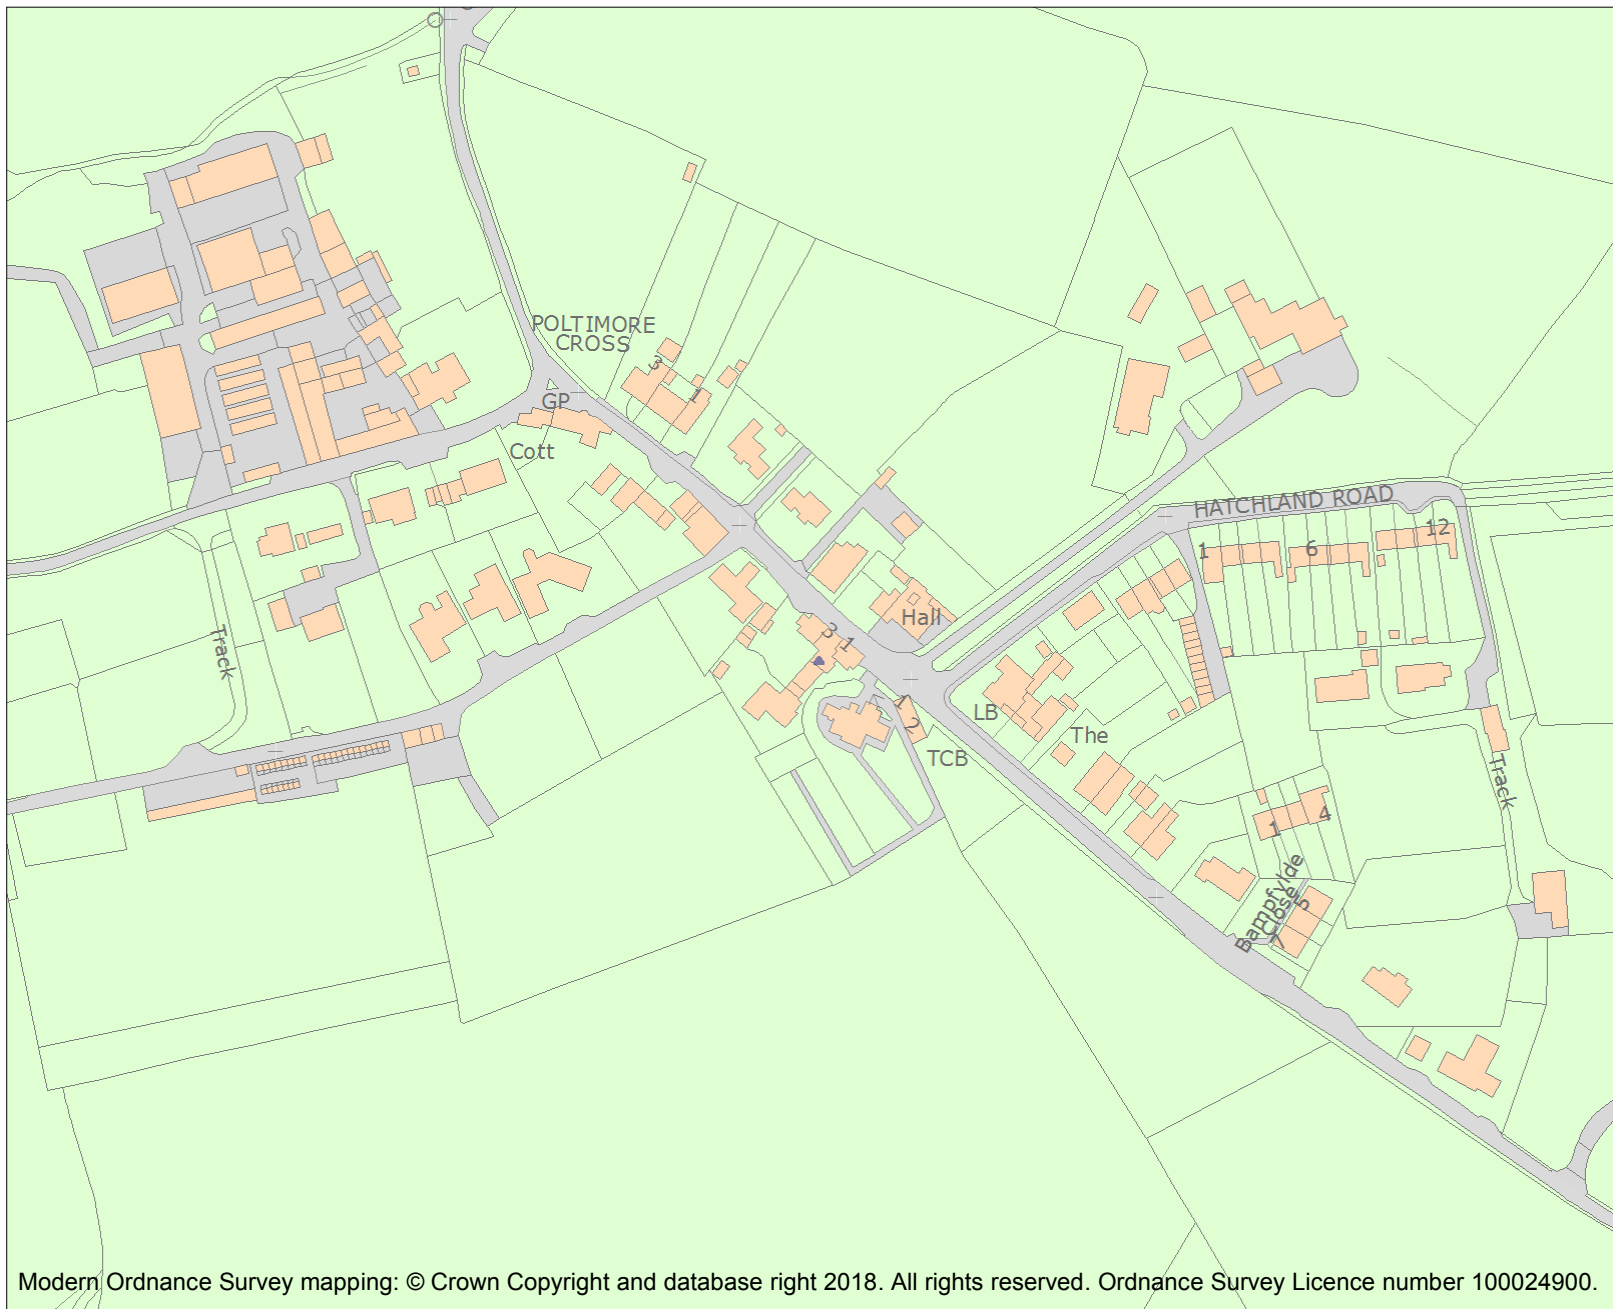 POLTIMORE
CROSS
3
1
GP
Cott
HATCHLAND ROAD
1
6
12
Track
Hall
3 1
1
2
LB
The
TCB
Track
1
4
Bampfylde
Close
5
7
Modern Ordnance Survey mapping: © Crown Copyright and database right 2018. All rights reserved. Ordnance Survey Licence number 100024900.